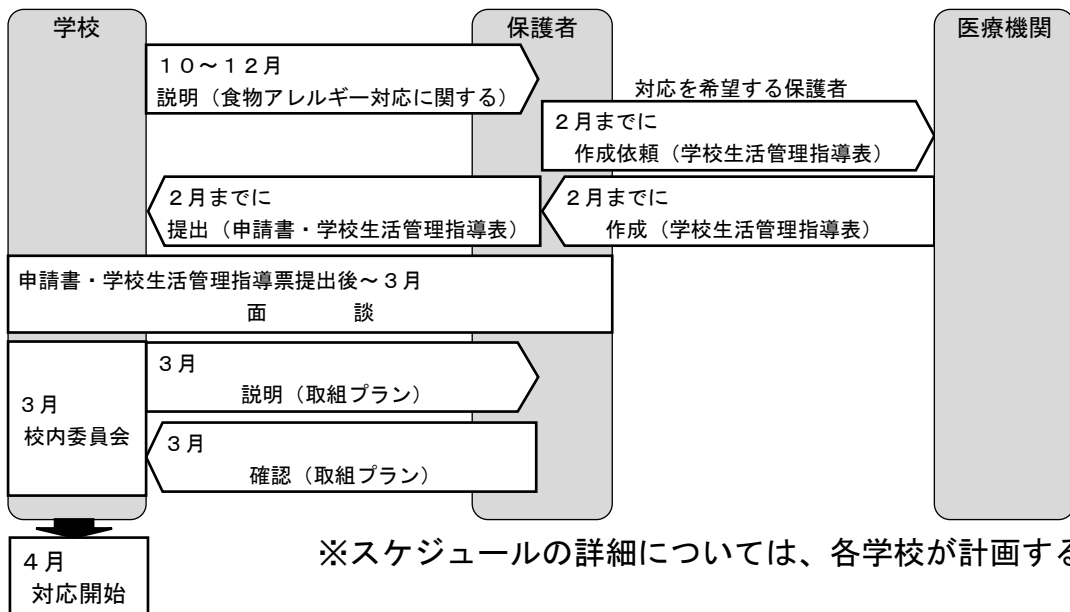 学校
保護者
医療機関
１０～１２月
説明（食物アレルギー対応に関する）
対応を希望する保護者
２月までに
作成依頼（学校生活管理指導表）
２月までに
提出（申請書・学校生活管理指導表）
２月までに
作成（学校生活管理指導表）
申請書・学校生活管理指導票提出後～３月
面　　　談
３月
校内委員会
３月
説明（取組プラン）
３月
確認（取組プラン）
４月
対応開始
※スケジュールの詳細については、各学校が計画する